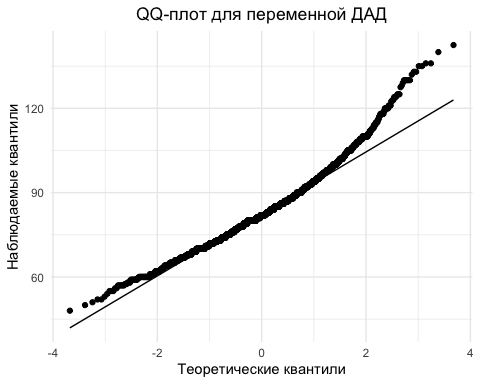 QQ-плот для переменной ДАД
Наблюдаемые квантили
120
90
60
-4 -2 0 2 4
Теоретические квантили